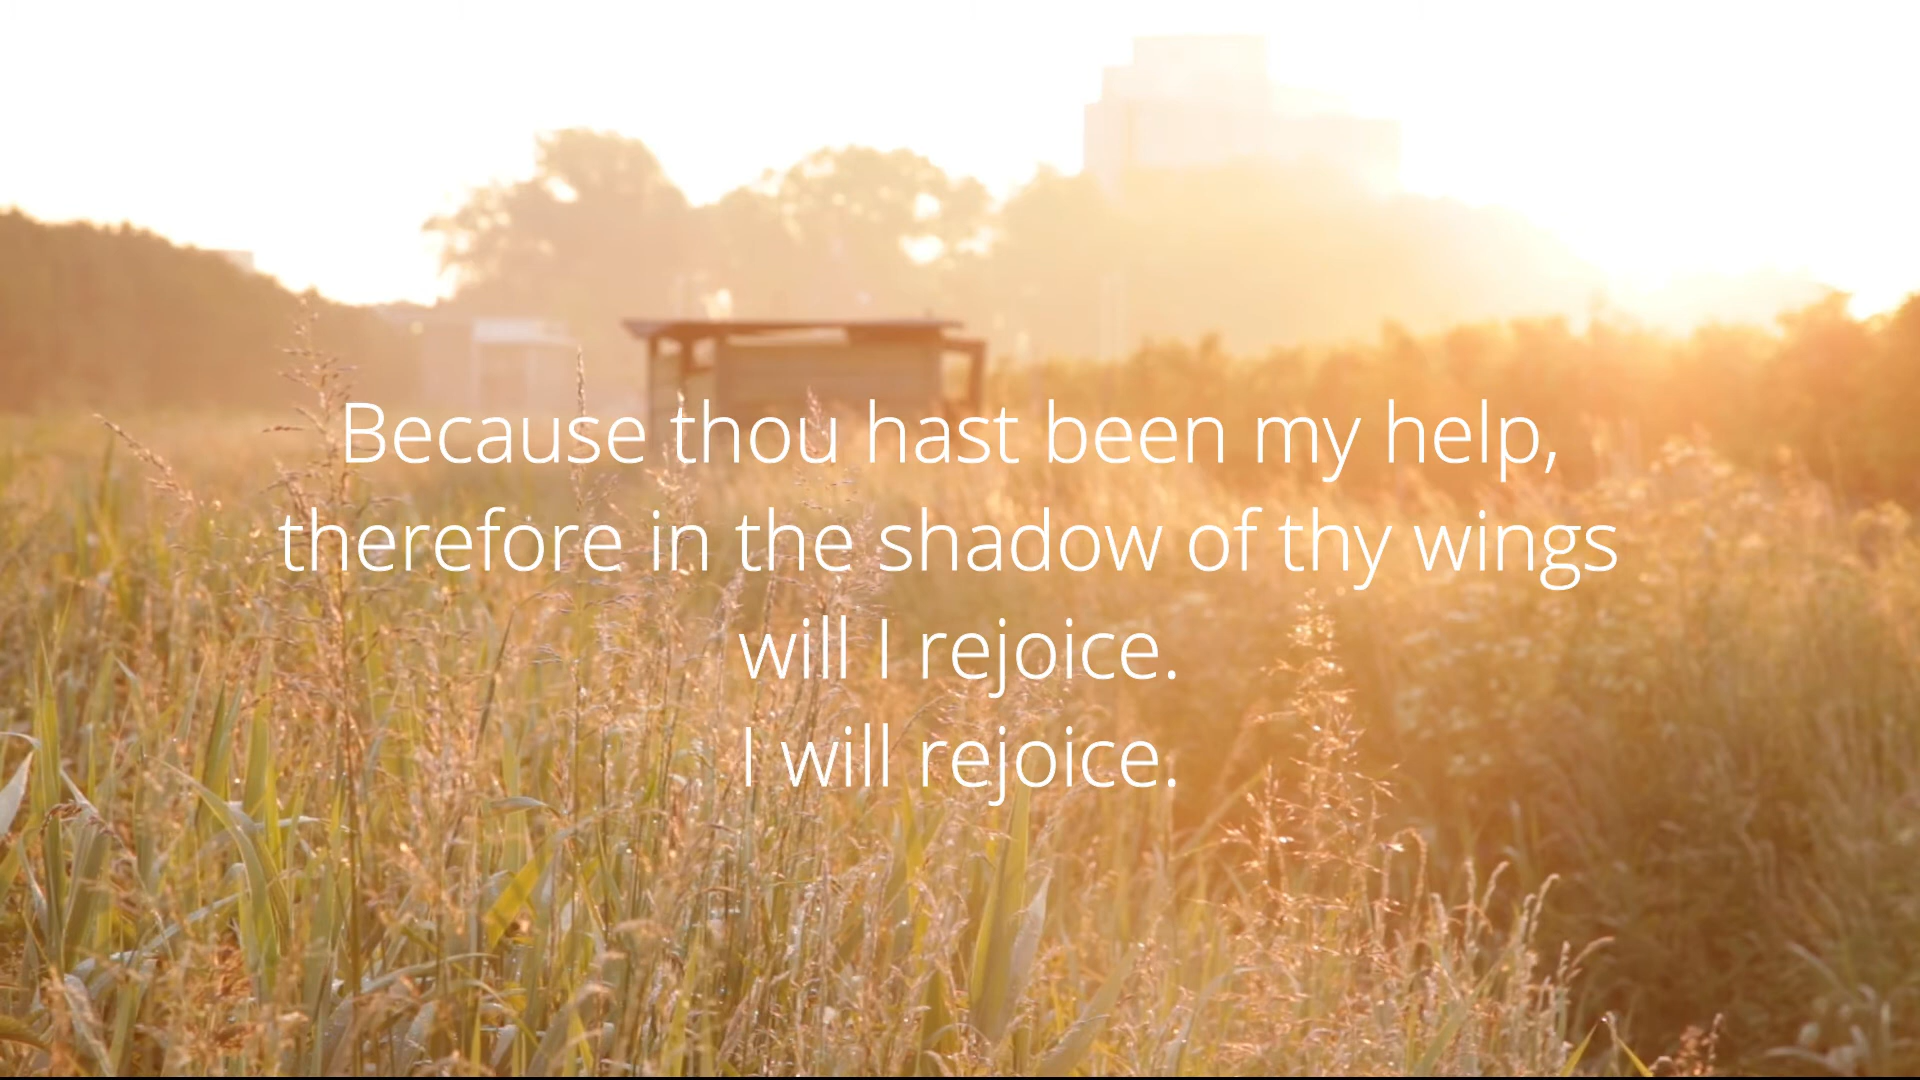 Because thou hast been my help,
therefore in the shadow of thy wings
will I rejoice.
I will rejoice.